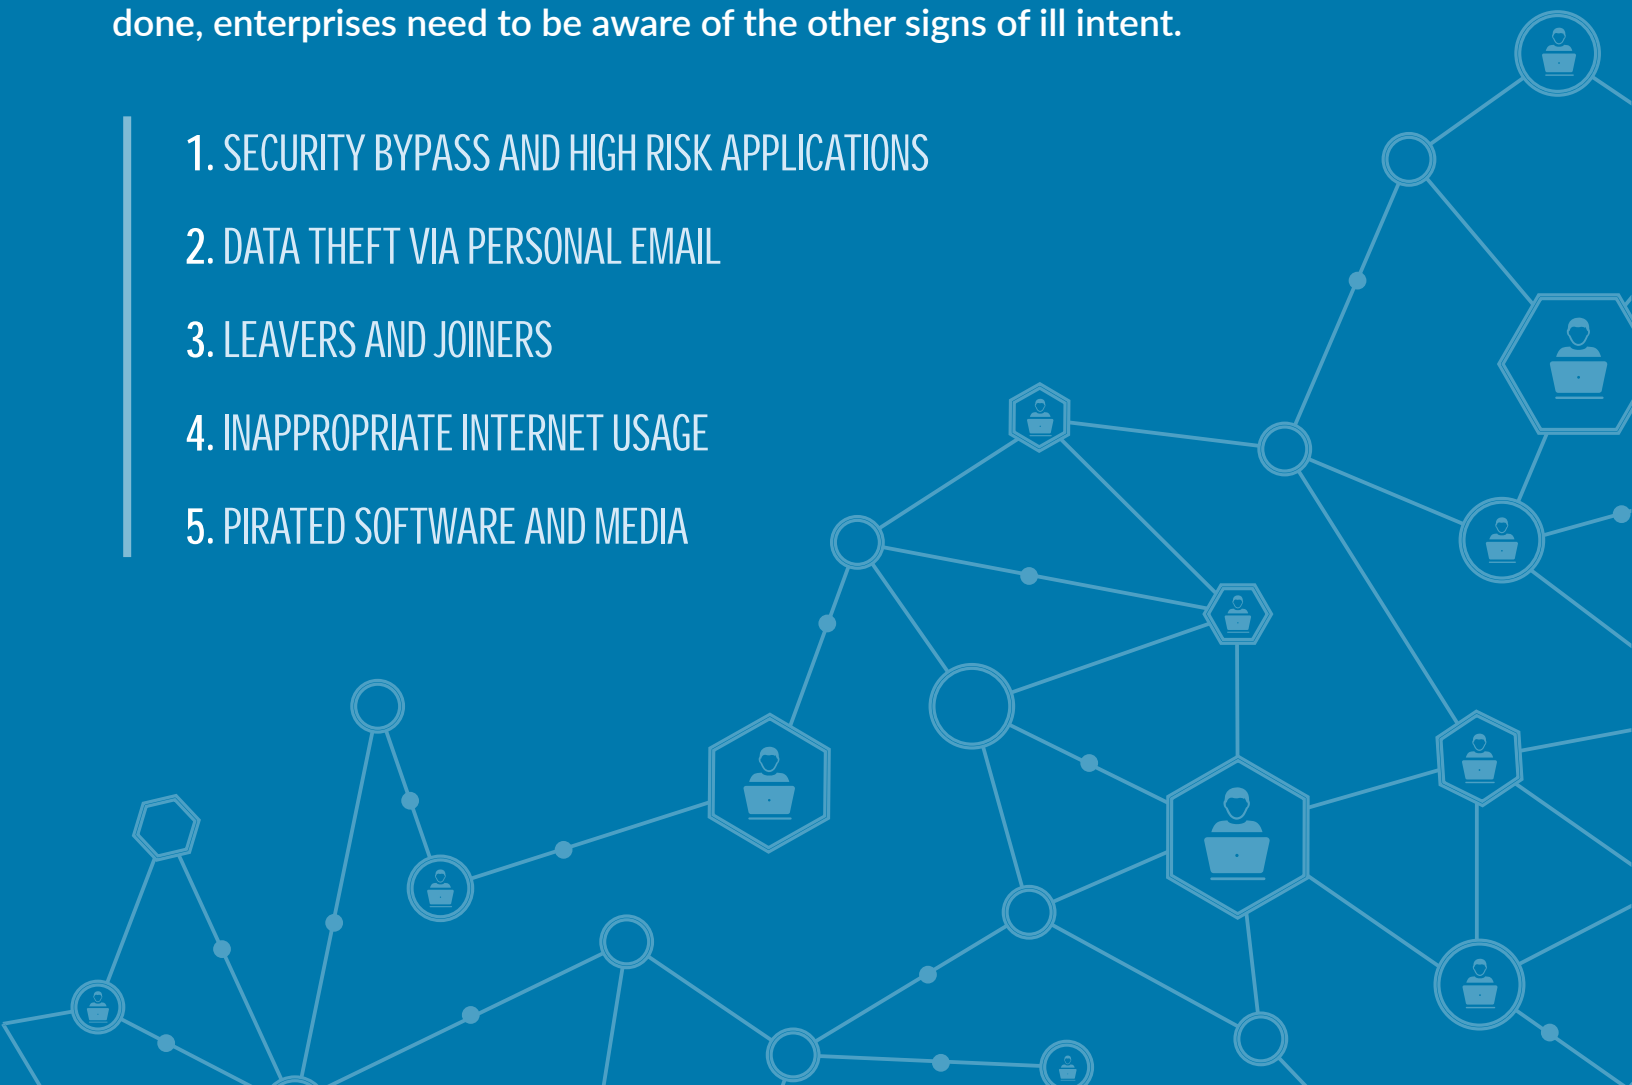 done, enterprises need to be aware of the other signs of ill intent.
1. SECURITY BYPASS AND HIGH RISK APPLICATIONS
2. DATA THEFT VIA PERSONAL EMAIL
3. LEAVERS AND JOINERS
4. INAPPROPRIATE INTERNET USAGE
5. PIRATED SOFTWARE AND MEDIA